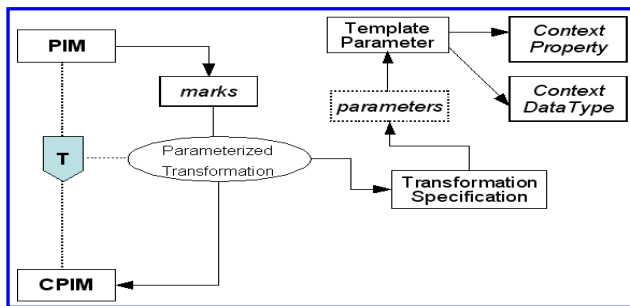 PIM
marks
T
Parameterized
Transformation
CPIM
Template
Parameter
Context
Property
Context
DataType
parameters
Transformation
Specification